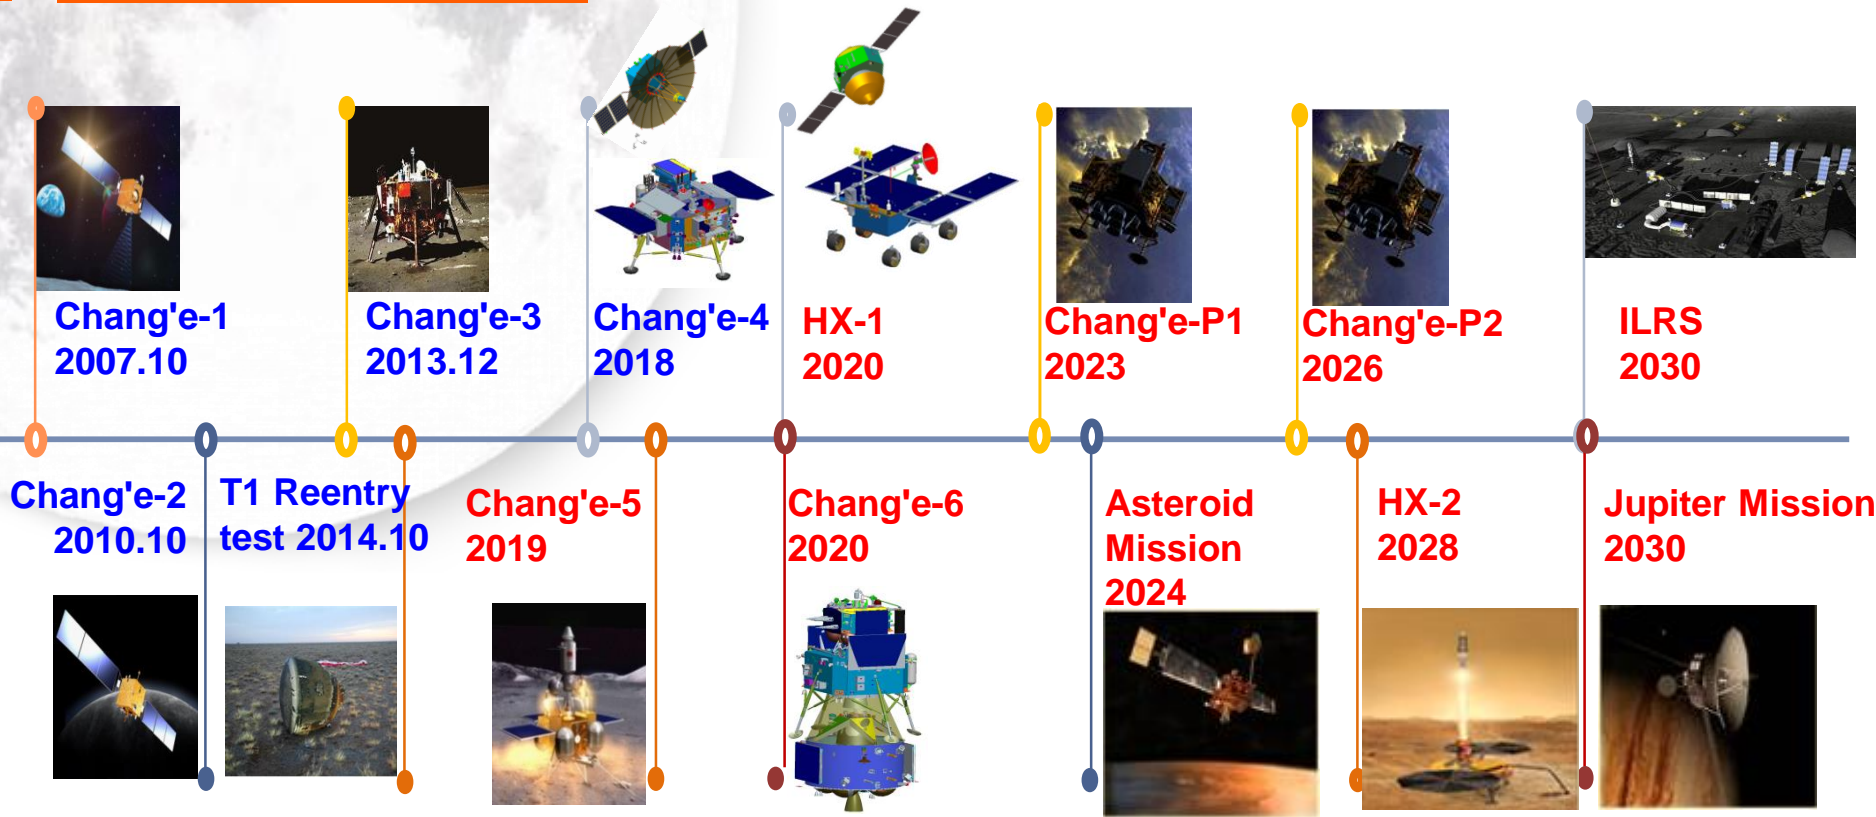 Chang'e-1
2007.10
Chang'e-3
2013.12
Chang'e-4
2018
HX-1
2020
Chang'e-P1
2023
Chang'e-P2
2026
ILRS
2030
Chang'e-2
2010.10
T1 Reentry
test 2014.10
Chang'e-5
2019
Chang'e-6
2020
Asteroid
Mission
2024
HX-2
2028
Jupiter Mission
2030